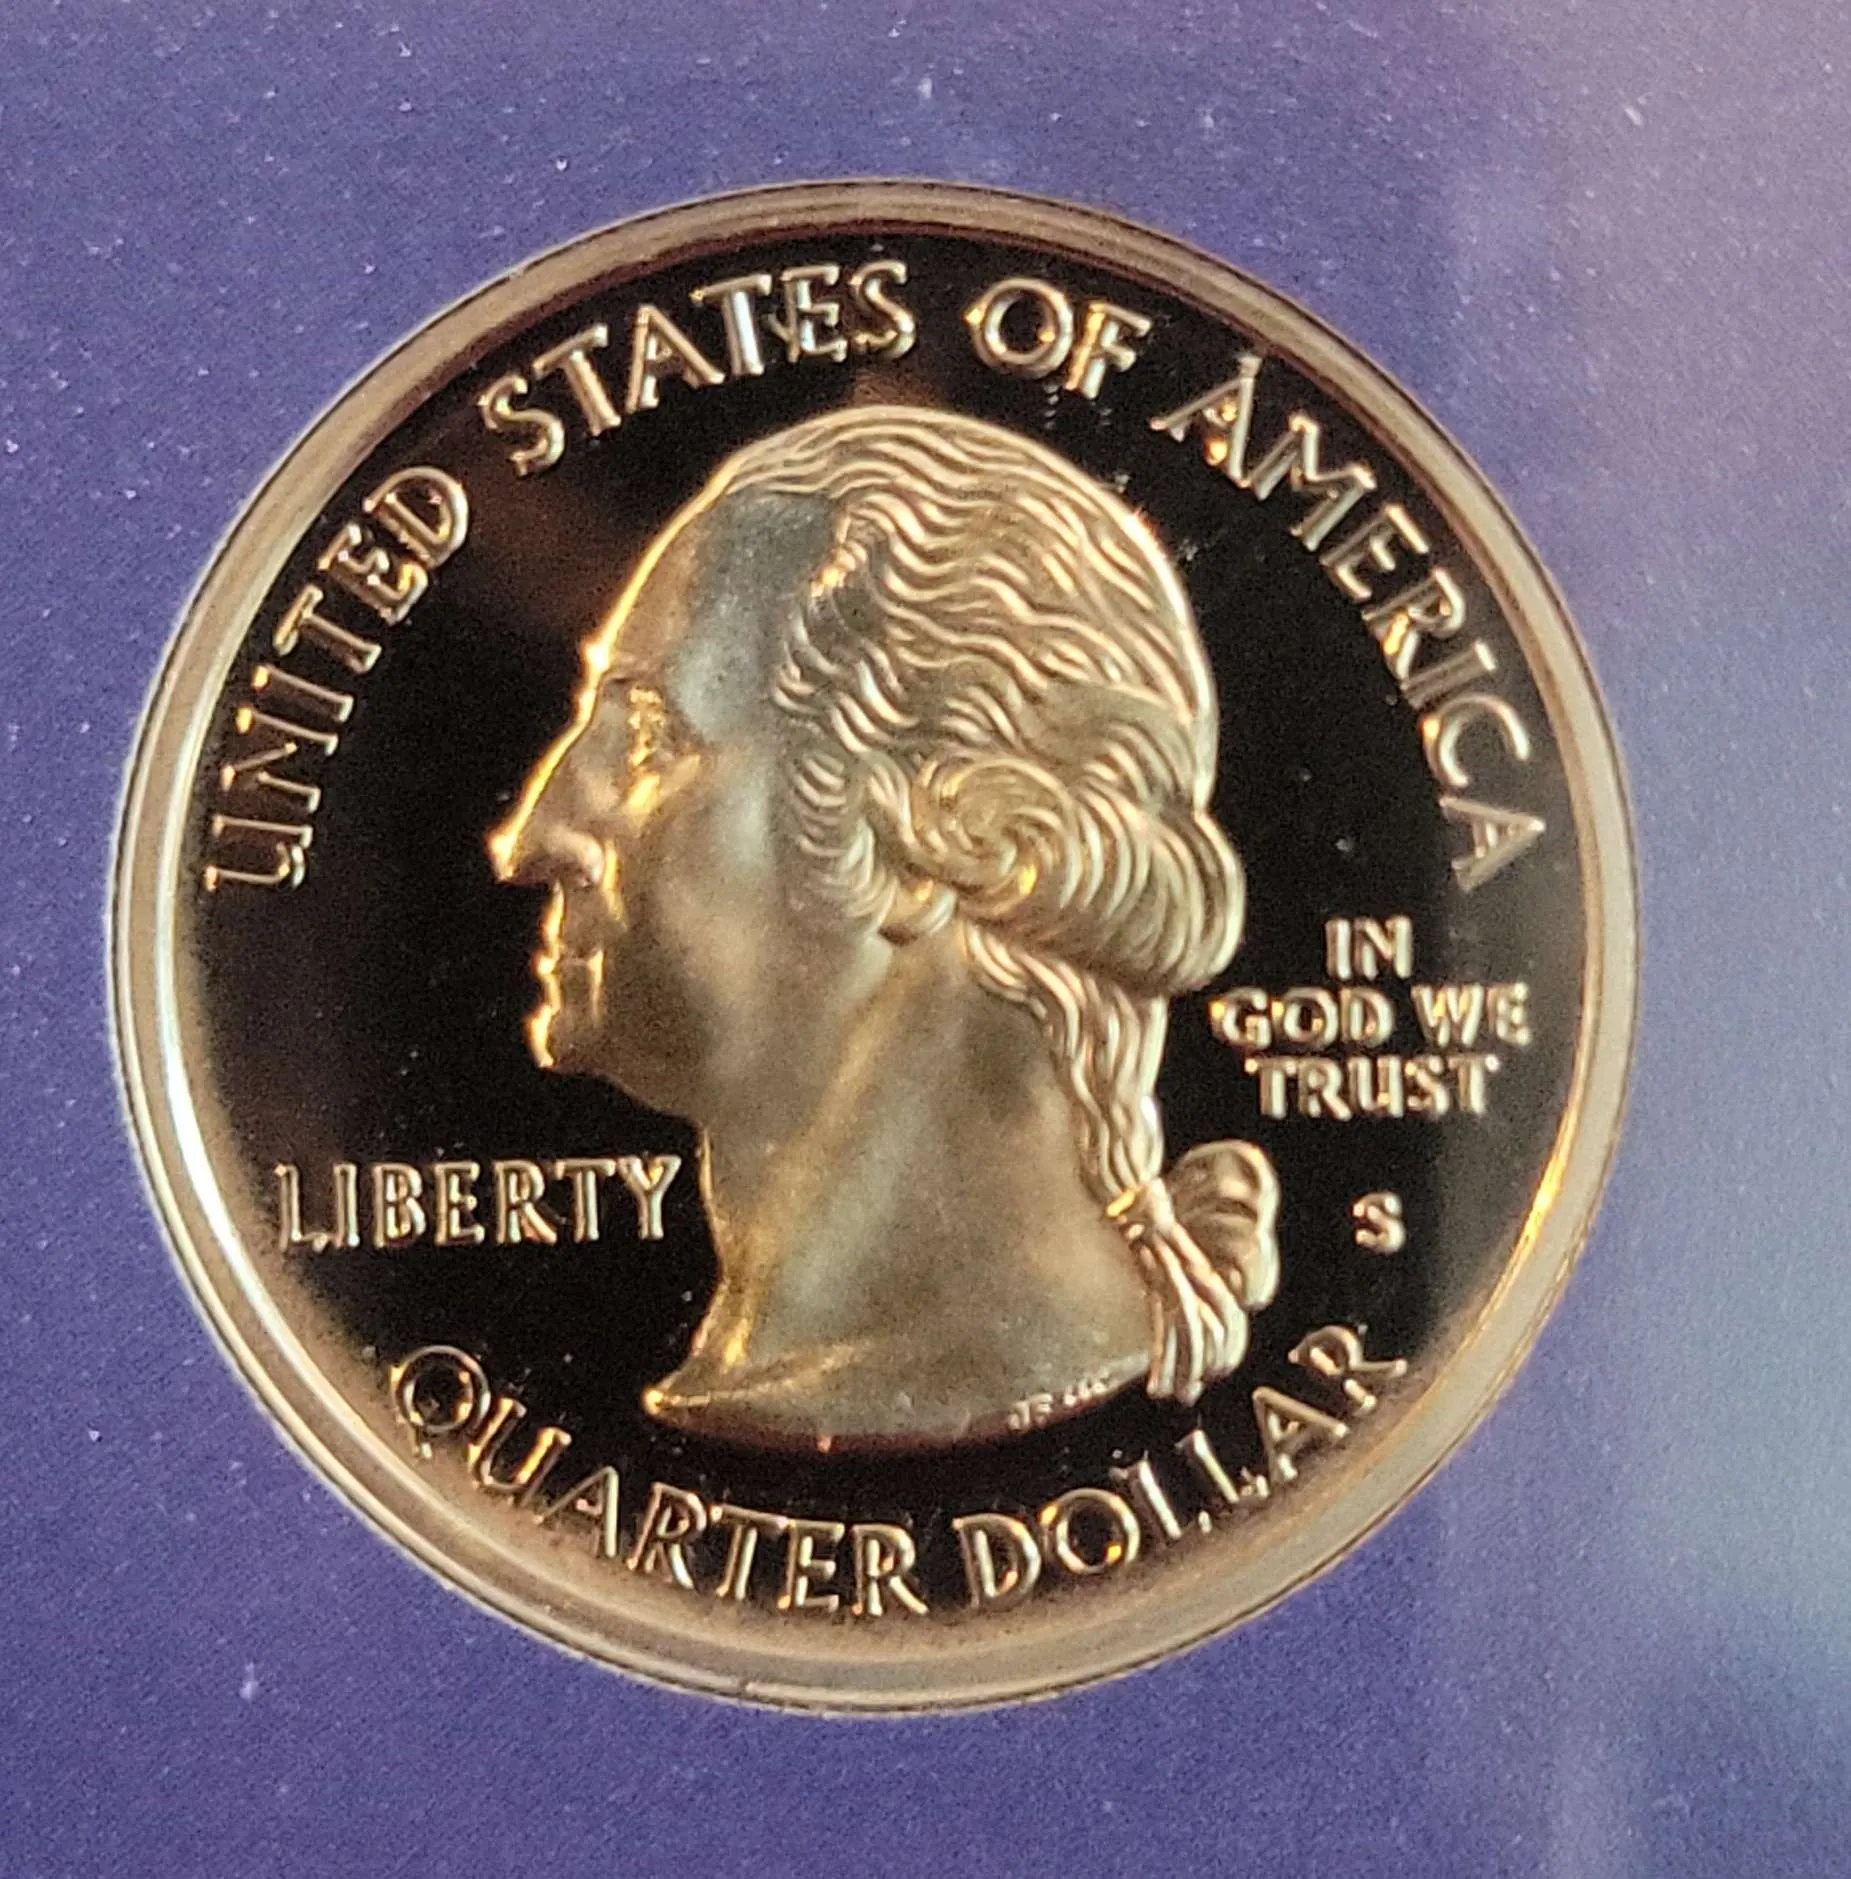 UNITED STATES OF AMERICA
LIBERTY
IN
GOD WE
TRUST
S
QUARTER DOLLAR